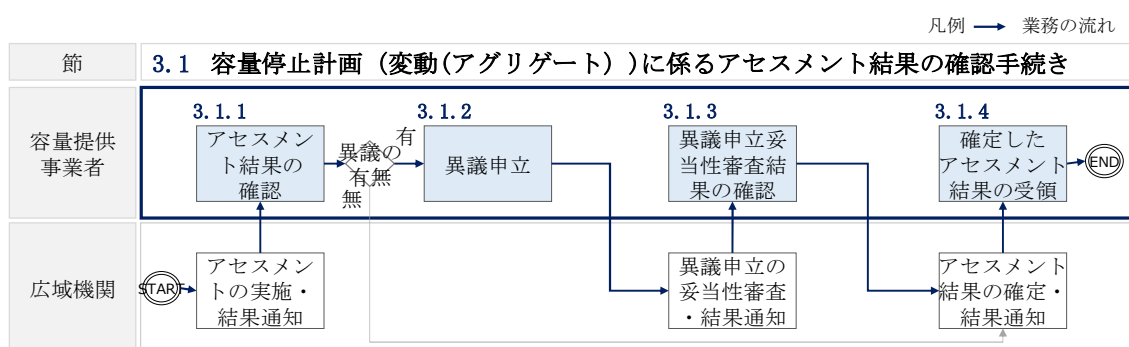 凡例 業務の流れ
節
3.1 容量停止計画（変動(アグリゲート）)に係るアセスメント結果の確認手続き
容量提供
事業者
3.1.1
アセスメン
ト結果の
確認
異議の
有無
有
無
3.1.2
異議申立
3.1.3
異議申立妥
当性審査結
果の確認
3.1.4
確定した
アセスメント
結果の受領
END
広域機関
START
アセスメン
トの実施・
結果通知
異議申立の
妥当性審査
・結果通知
アセスメント
結果の確定・
結果通知